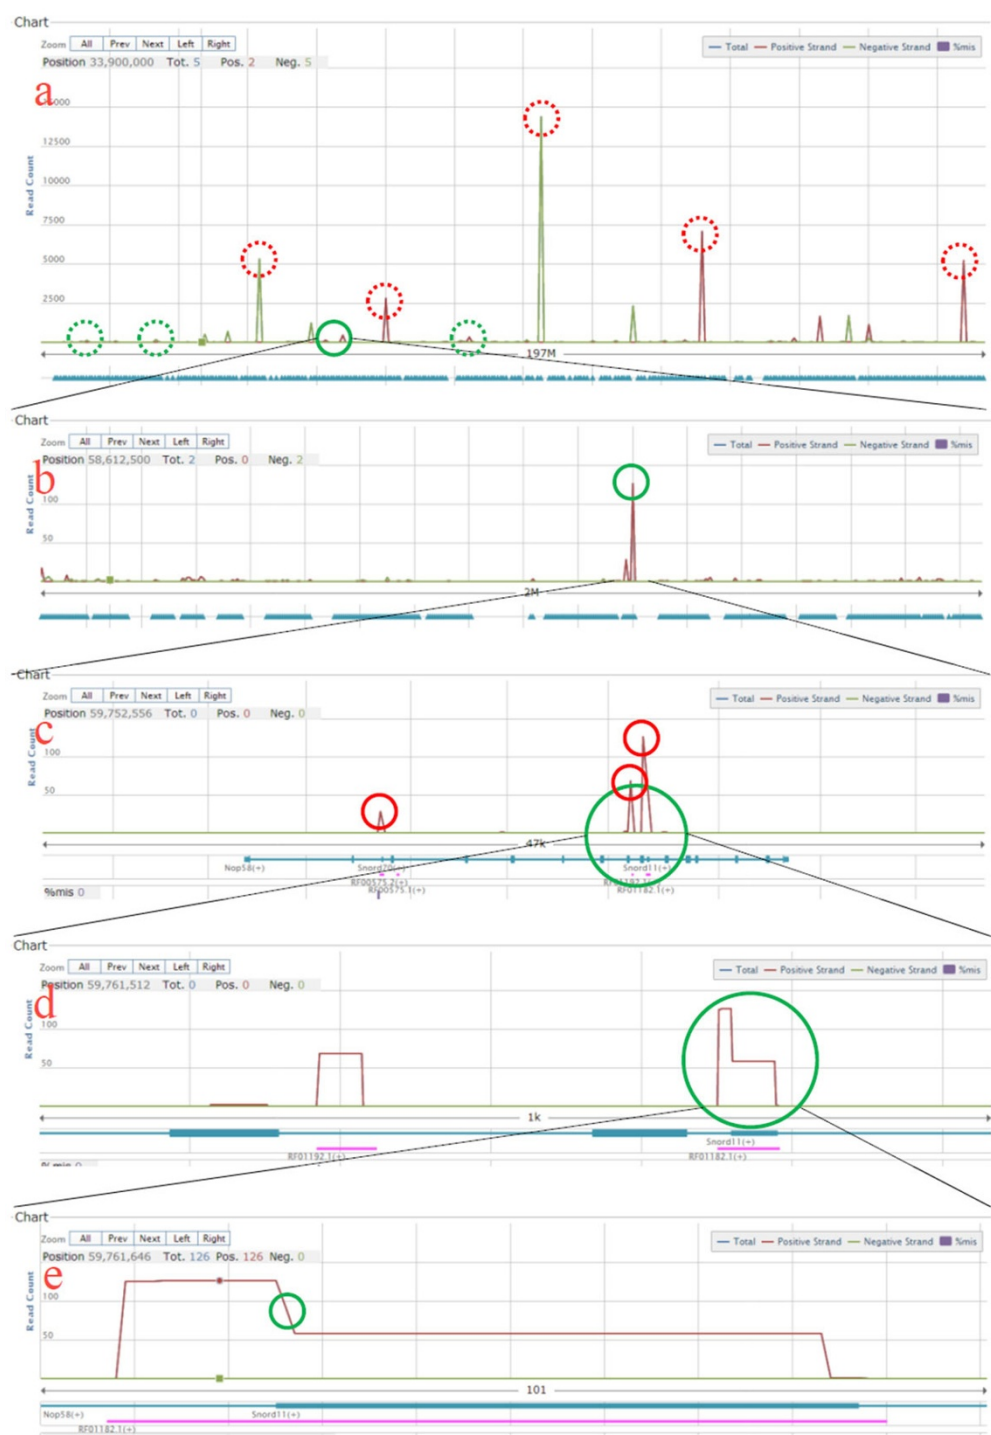 Chart
Zoom All Prev Next Left Right
Total Positive Strand Negative Strand %mis
Position 33,900,000 Tot. 5 Pos. 2 Neg. 5
a
12500
10000
7500
5000
2500
Read Count
197M
Chart
Zoom All Prev Next Left Right
Total Positive Strand Negative Strand %mis
Position 58,612,500 Tot. 2 Pos. 0 Neg. 2
b
100
50
Read Count
2M
Chart
Zoom All Prev Next Left Right
Total Positive Strand Negative Strand %mis
Position 59,752,556 Tot. 0 Pos. 0 Neg. 0
c
100
50
Read Count
47k
Nop58(+) Snord11(+)
RF00575.2(+)
RF00575.1(+) RF01182.1(+)
%mis 0
Chart
Zoom All Prev Next Left Right
Total Positive Strand Negative Strand %mis
Position 59,761,512 Tot. 0 Pos. 0 Neg. 0
d
100
50
Read Count
1k
Snord11(+)
RF01192.1(+) RF01182.1(+)
Chart
Zoom All Prev Next Left Right
Total Positive Strand Negative Strand %mis
Position 59,761,646 Tot. 126 Pos. 126 Neg. 0
e
100
50
Read Count
101
Nop58(+) Snord11(+)
RF01182.1(+)